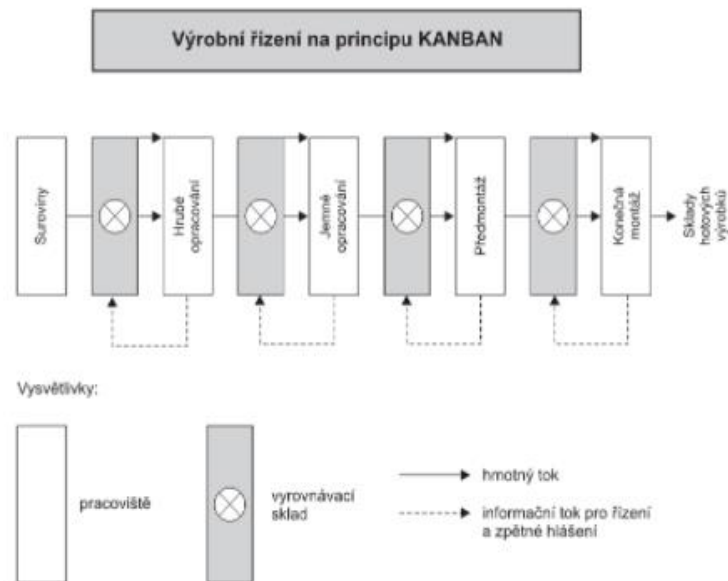 Výrobní řízení na principu KANBAN
Suroviny
Hrubé
opracování
Jemné
opracování
Předmontáž
Konečná
montáž
Sklady
hotových
výrobků
Vysvětlivky:
pracoviště
vyrovnávací
sklad
hmotný tok
informační tok pro řízení
a zpětné hlášení